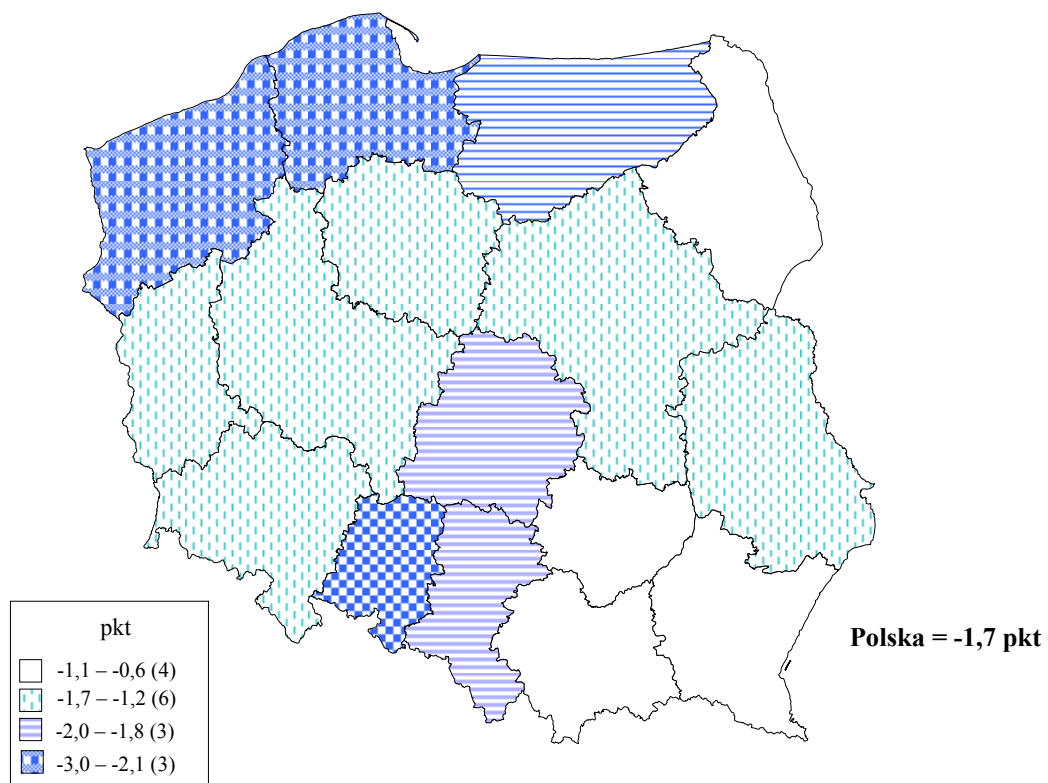 pkt
-1,1 – -0,6 (4)
-1,7 – -1,2 (6)
-2,0 – -1,8 (3)
-3,0 – -2,1 (3)
Polska = -1,7 pkt